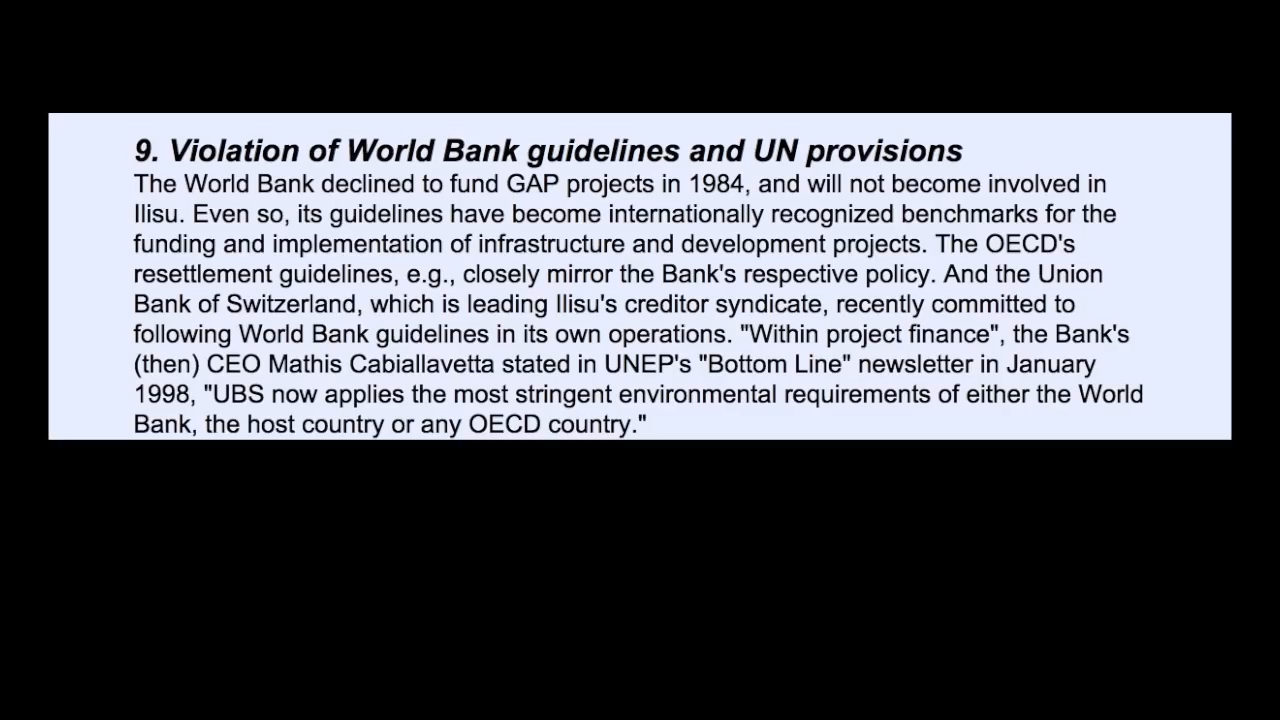 9. Violation of World Bank guidelines and UN provisions
The World Bank declined to fund GAP projects in 1984, and will not become involved in
Ilisu. Even so, its guidelines have become internationally recognized benchmarks for the
funding and implementation of infrastructure and development projects. The OECD's
resettlement guidelines, e.g., closely mirror the Bank's respective policy. And the Union
Bank of Switzerland, which is leading Ilisu's creditor syndicate, recently committed to
following World Bank guidelines in its own operations. "Within project finance", the Bank's
(then) CEO Mathis Cabiallavetta stated in UNEP's "Bottom Line" newsletter in January
1998, "UBS now applies the most stringent environmental requirements of either the World
Bank, the host country or any OECD country."